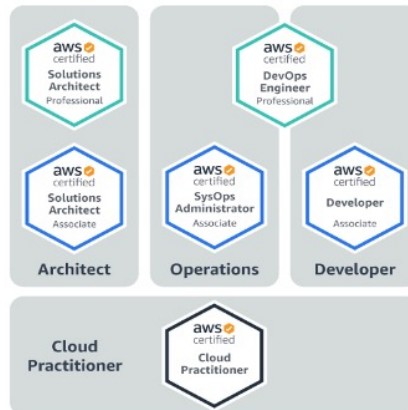 aws
certified
Solutions
Architect
Professional
aws
certified
DevOps
Engineer
Professional
aws
certified
Solutions
Architect
Associate
aws
certified
SysOps
Administrator
Associate
aws
certified
Developer
Associate
Architect
Operations
Developer
Cloud
Practitioner
aws
certified
Cloud
Practitioner